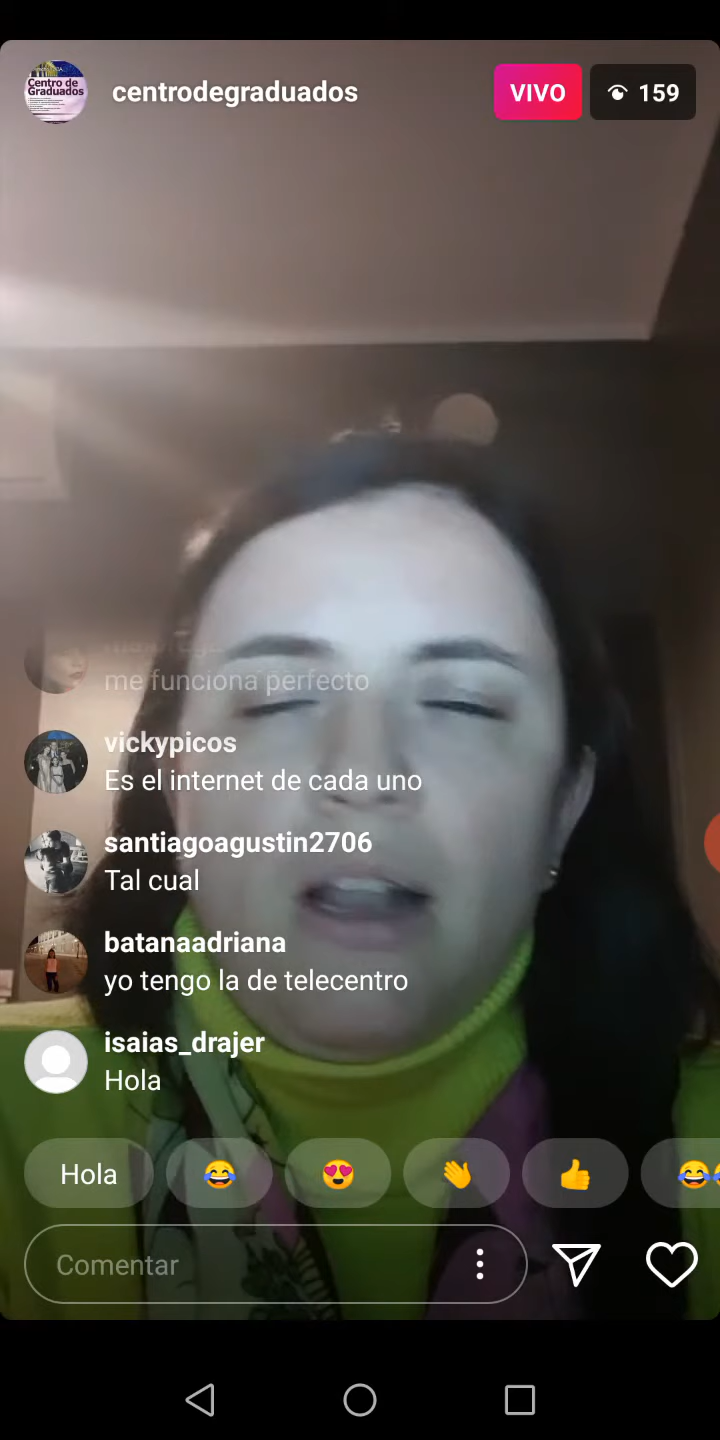 Centro de
Graduados
centrodegraduados
VIVO
159
me funciona perfecto
vickypicos
Es el internet de cada uno
santiagoagustin2706
Tal cual
batanaadriana
yo tengo la de telecentro
isaias_drajer
Hola
Hola
Comentar